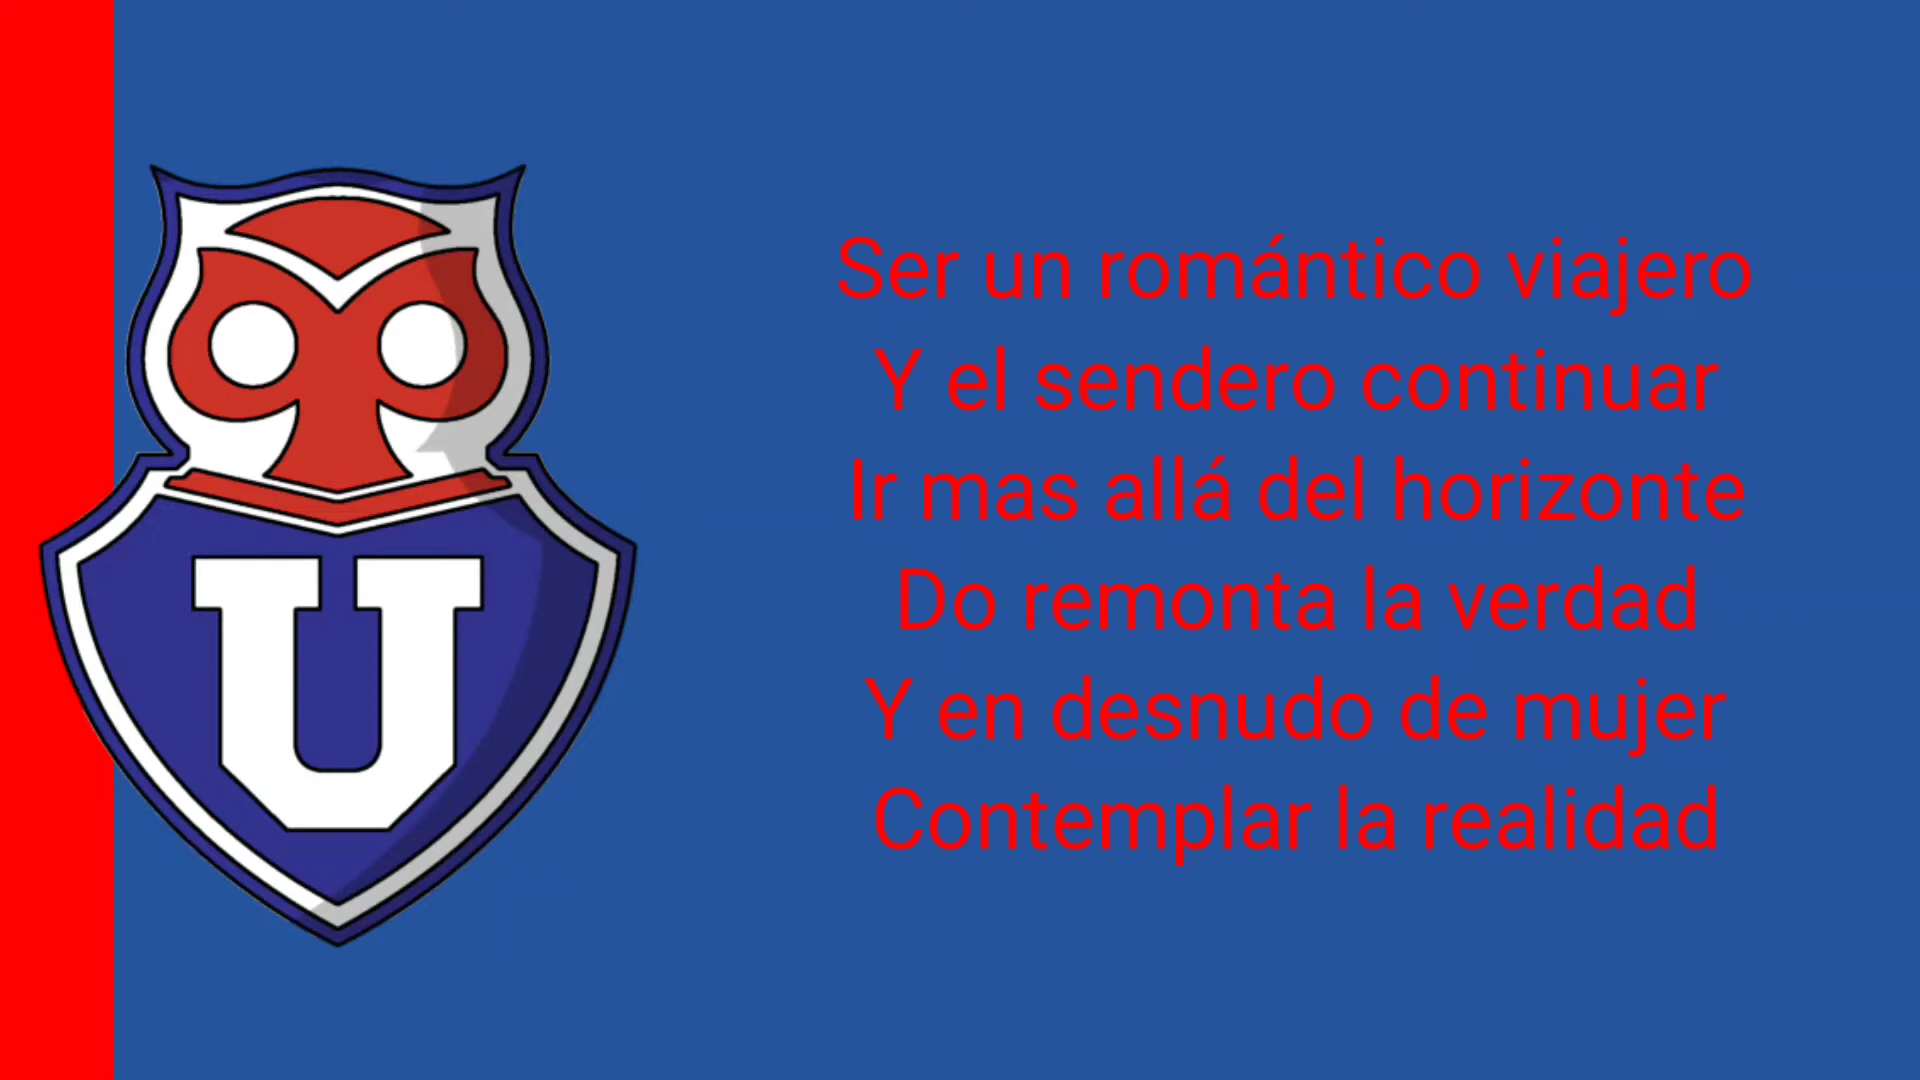 U
Ser un romántico viajero
Y el sendero continuar
Ir mas allá del horizonte
Do remonta la verdad
Y en desnudo de mujer
Contemplar la realidad